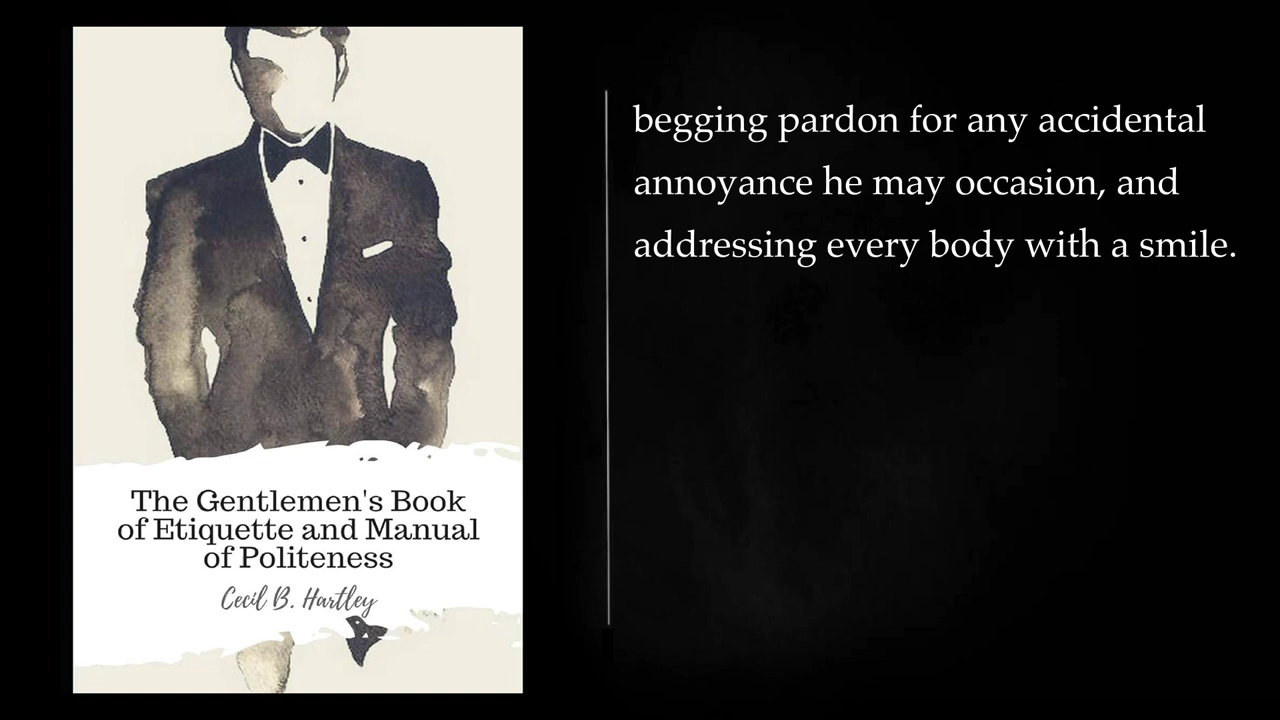 The Gentlemen's Book
of Etiquette and Manual
of Politeness
Cecil B. Hartley
begging pardon for any accidental
annoyance he may occasion, and
addressing every body with a smile.